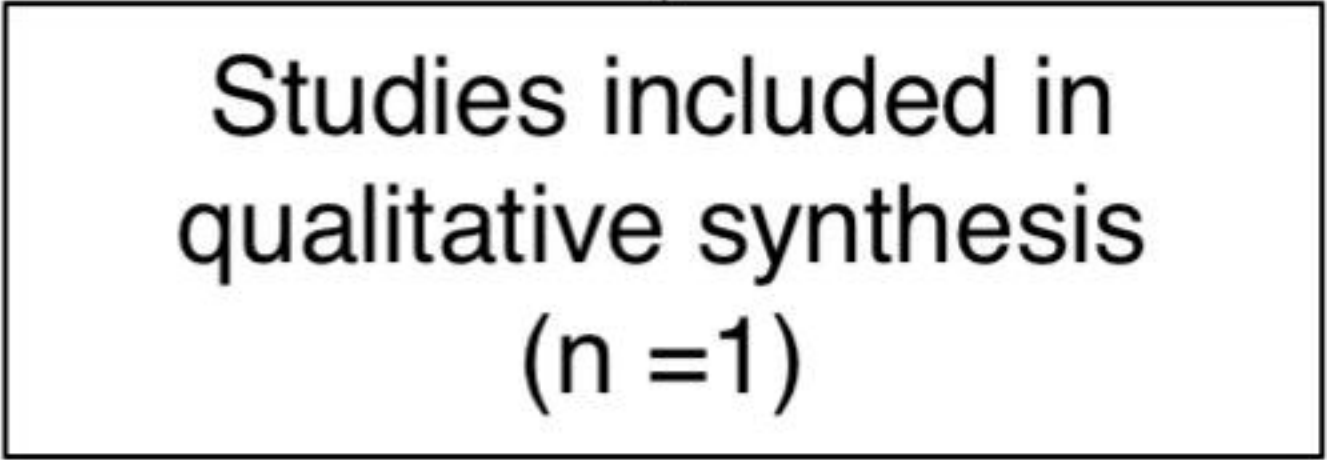 Studies included in
qualitative synthesis
(n =1)